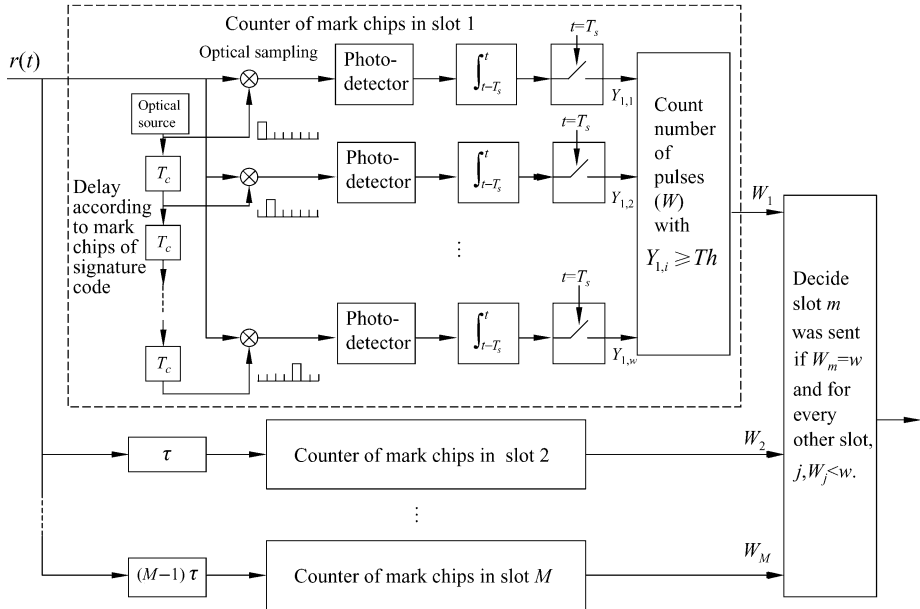 Counter of mark chips in slot 1
r(t)
Optical sampling
Optical
source
T_c
T_c
T_c
Delay
according
to mark
chips of
signature
code
Photo-
detector
∫_{t−T_s}^{t}
t=T_s
Y_{1,1}
Photo-
detector
∫_{t−T_s}^{t}
t=T_s
Y_{1,2}
⋮
Photo-
detector
∫_{t−T_s}^{t}
t=T_s
Y_{1,w}
Count
number
of
pulses
(W)
with
Y_{1,i} ⩾ Th
W_1
τ
Counter of mark chips in slot 2
W_2
⋮
(M−1) τ
Counter of mark chips in slot M
W_M
Decide
slot m
was sent
if W_m=w
and for
every
other slot,
j,W_j<w.